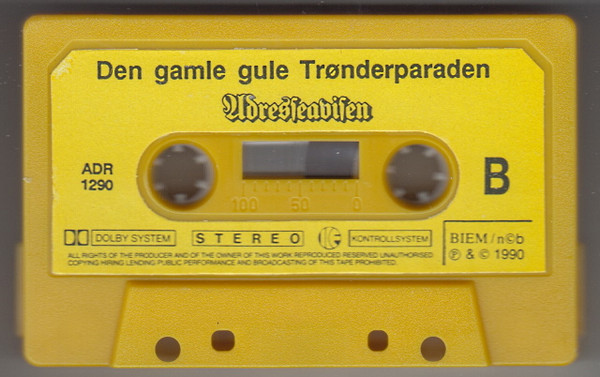 Den gamle gule Trønderparaden
Adresseavisen
ADR
1290
B
100 50 0
DOLBY SYSTEM STEREO KONTROLLSYSTEM BIEM/n©b
ALL RIGHTS OF THE PRODUCER AND OF THE OWNER OF THIS WORK REPRODUCED RESERVED UNAUTHORISED
COPYING HIRING LENDING PUBLIC PERFORMANCE AND BROADCASTING OF THIS TAPE PROHIBITED.
℗ & © 1990